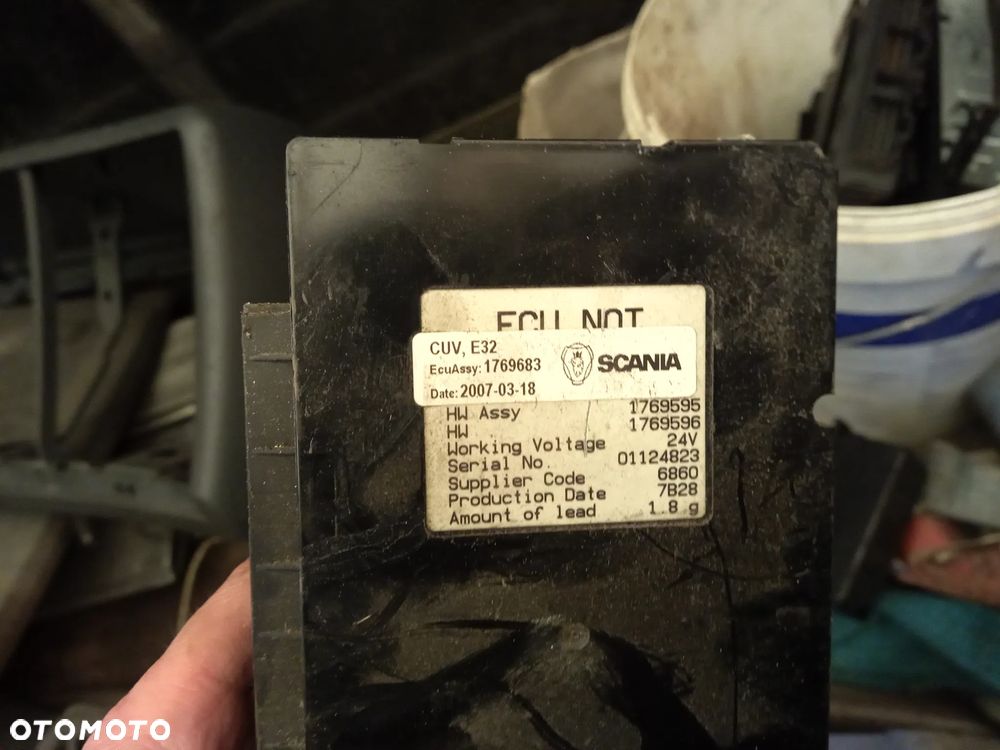 ECU NOT
CUV, E32
EcuAssy: 1769683
SCANIA
Date: 2007-03-18
HW Assy 1769595
HW 1769596
Working Voltage 24V
Serial No. 01124823
Supplier Code 6860
Production Date 7B28
Amount of lead 1.8 g
OTOMOTO